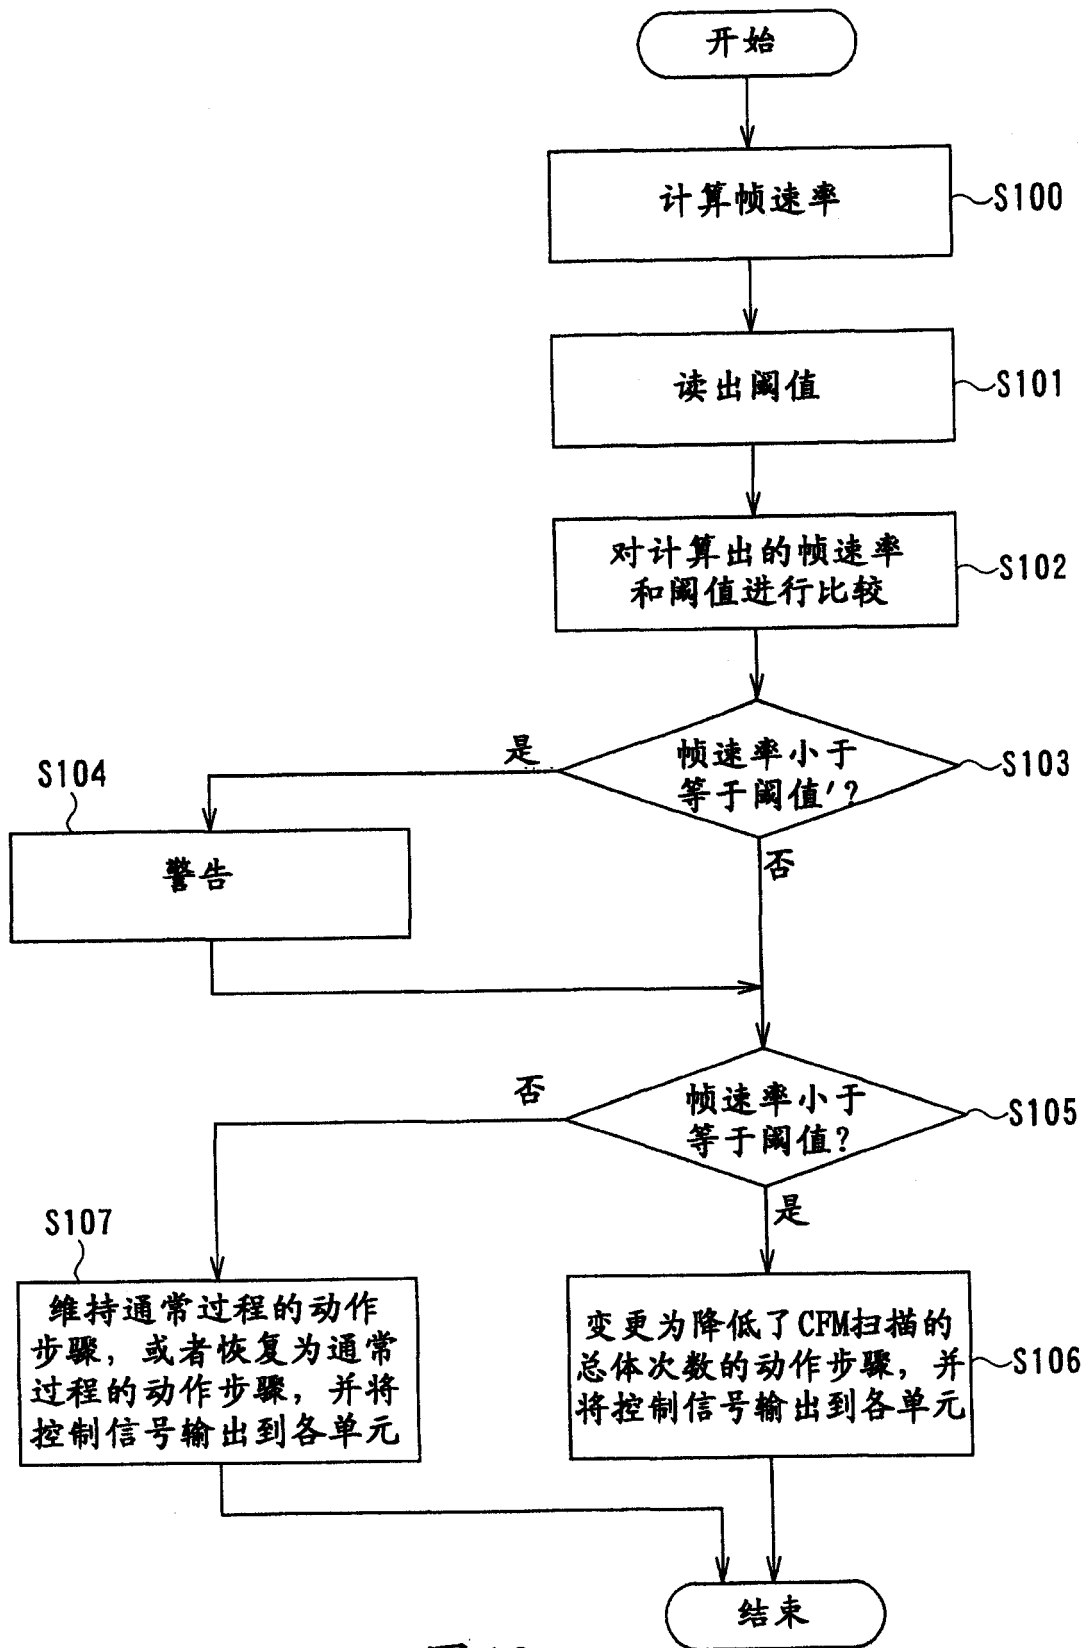 开始
计算帧速率
S100
读出阈值
S101
对计算出的帧速率
和阈值进行比较
S102
帧速率小于
等于阈值'？
S103
是
否
S104
警告
帧速率小于
等于阈值？
S105
否
是
S107
维持通常过程的动作
步骤，或者恢复为通常
过程的动作步骤，并将
控制信号输出到各单元
变更为降低了CFM扫描的
总体次数的动作步骤，并
将控制信号输出到各单元
S106
结束